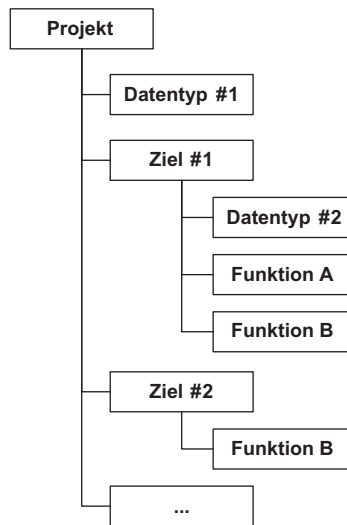 Projekt
Datentyp #1
Ziel #1
Datentyp #2
Funktion A
Funktion B
Ziel #2
Funktion B
...